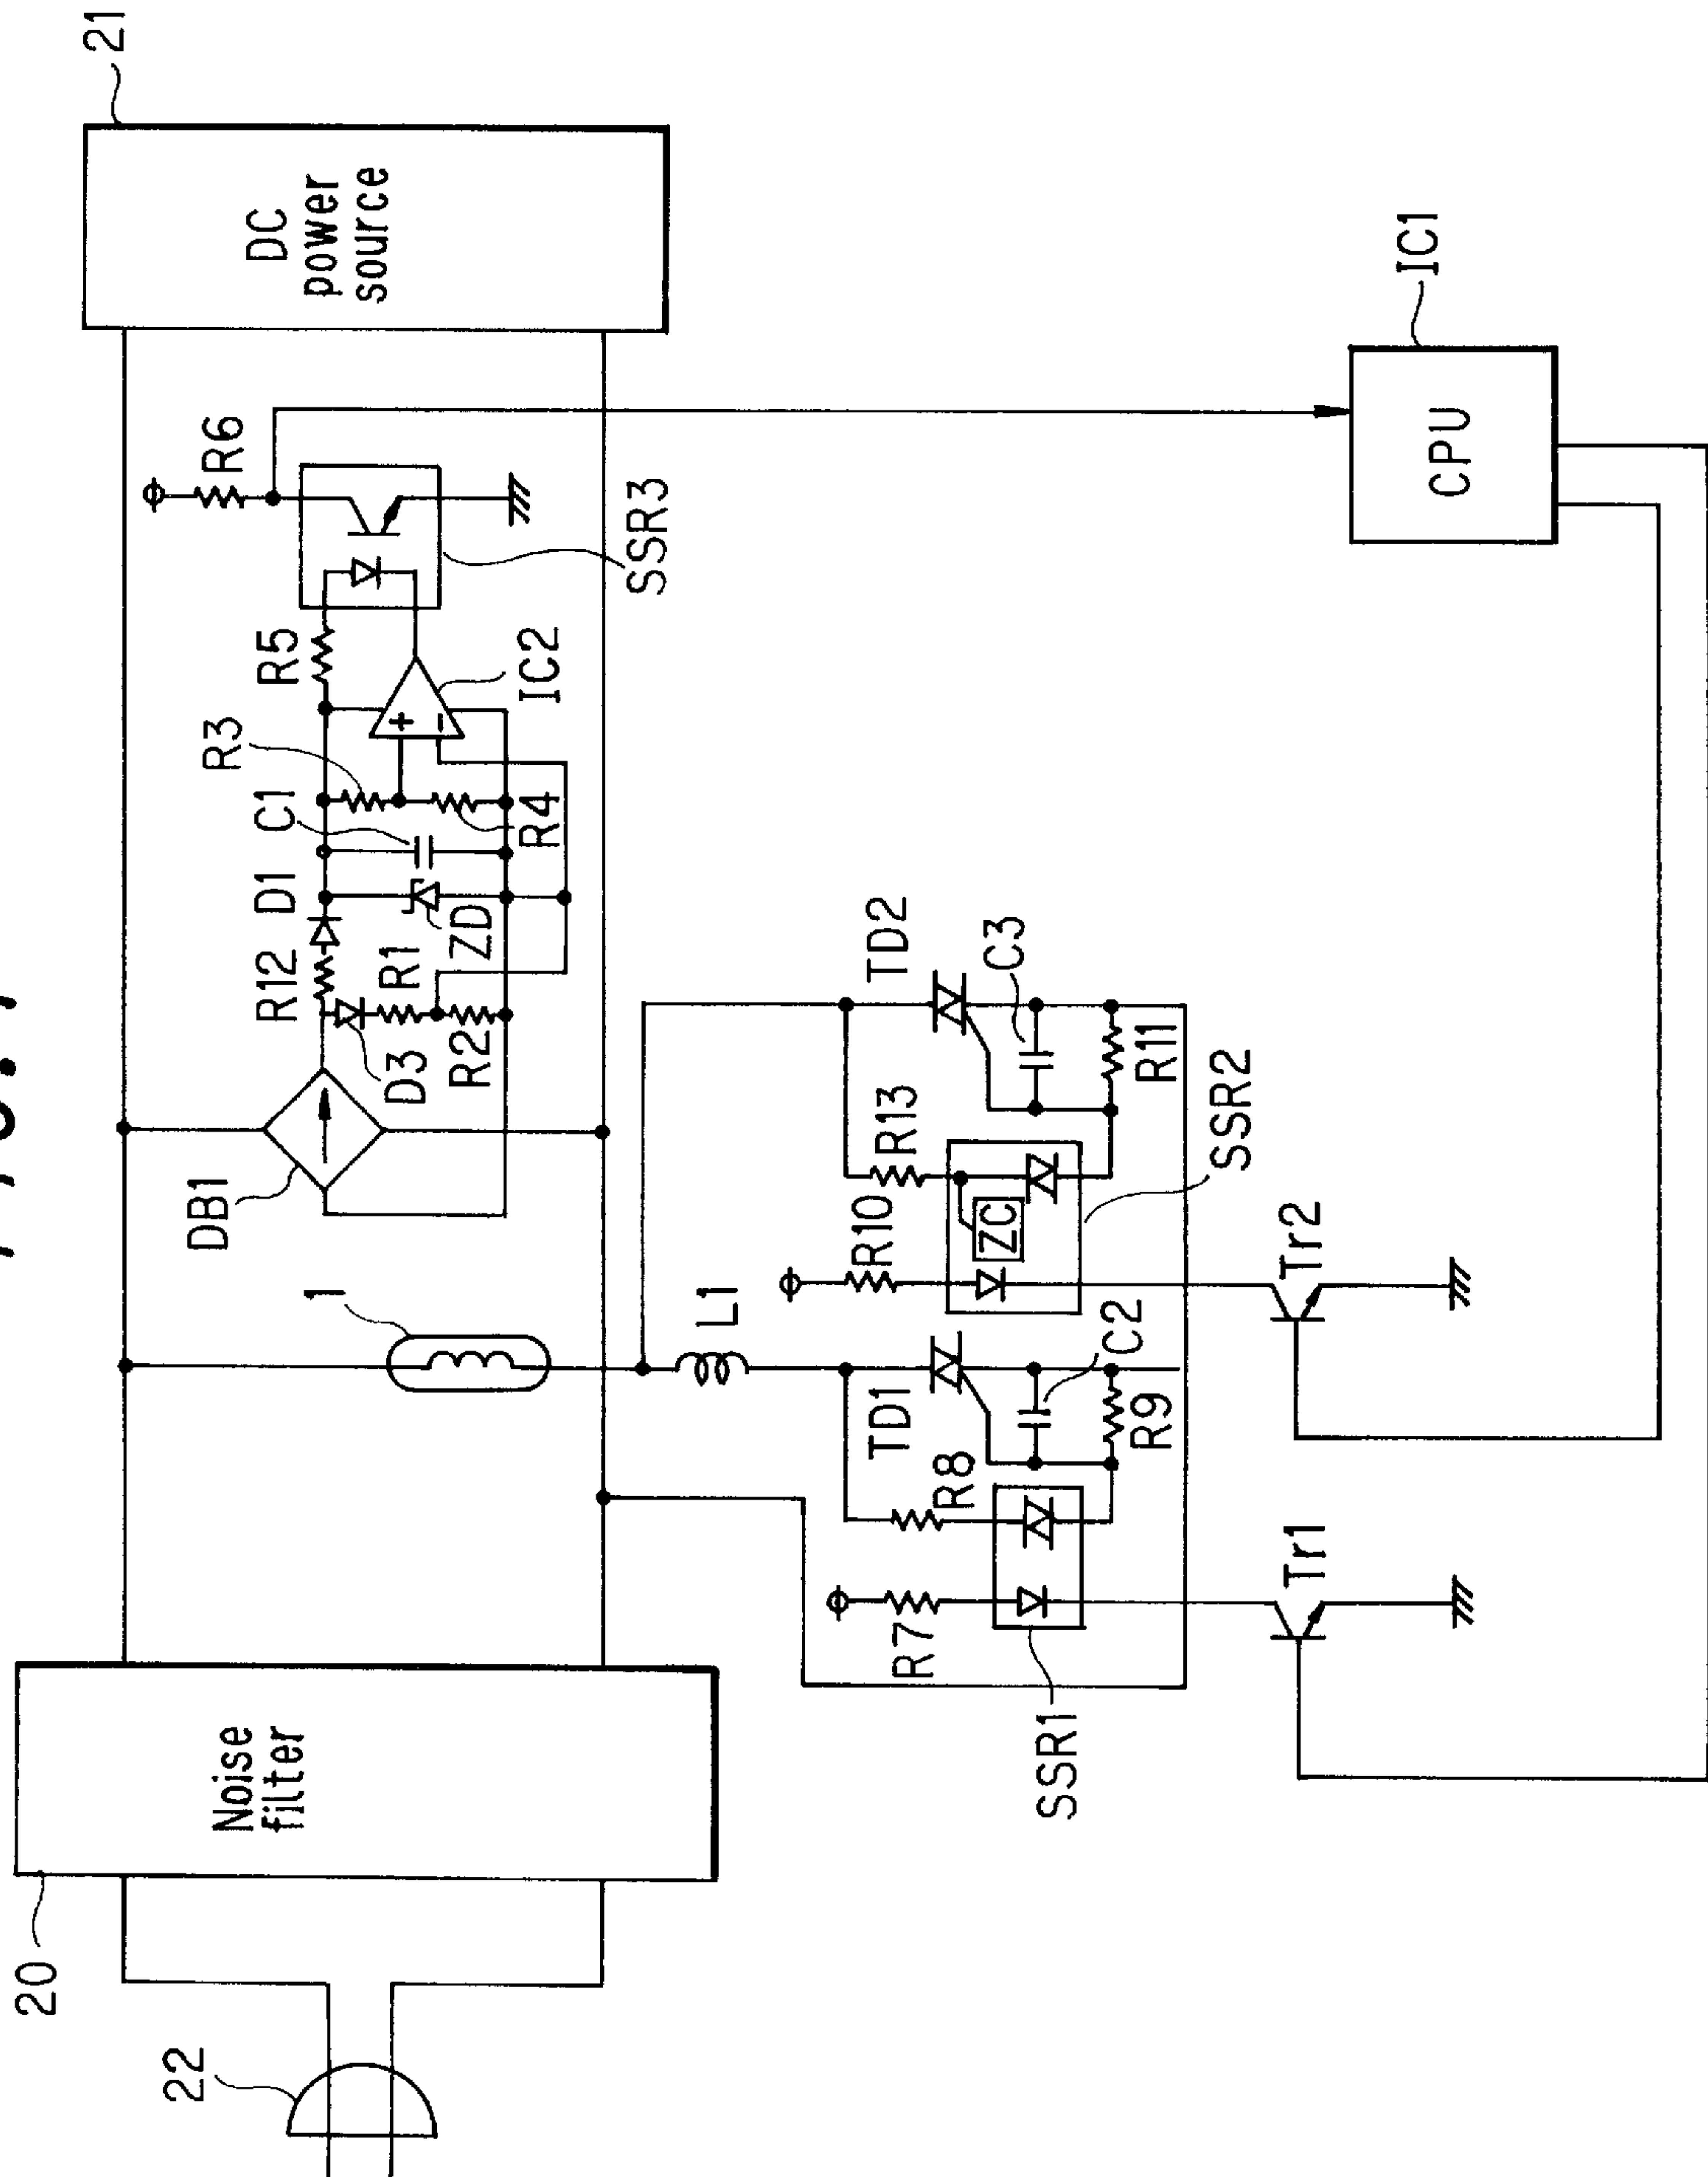 21
DC
power
source
R6
SSR3
R5
IC2
R3
C1
R4
D1
ZD
R12
R1
D3
R2
DB1
1
L1
TD2
C3
R11
R13
SSR2
R10
ZC
Tr2
TD1
C2
R9
R8
R7
SSR1
Tr1
IC1
CPU
Noise
filter
20
22
+
−